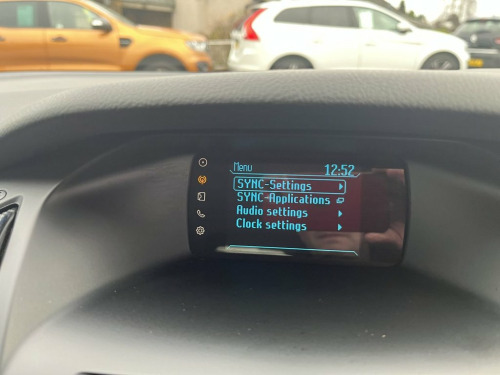 Menu 12:52
SYNC-Settings
SYNC-Applications
Audio settings
Clock settings